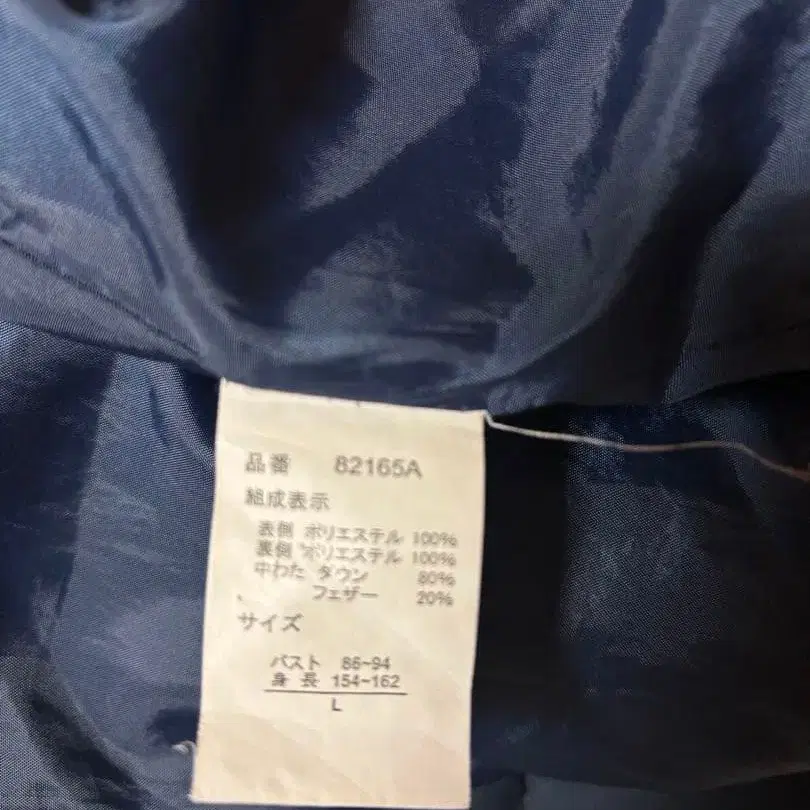 品番 82165A
組成表示
表側 ポリエステル 100%
裏側 ポリエステル 100%
中わた ダウン 80%
フェザー 20%
サイズ
バスト 86~94
身長 154~162
L